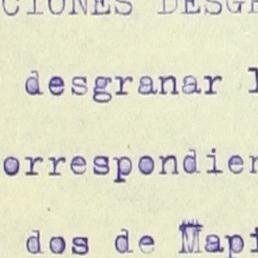 CIONES DESGR
desgranar l
orrespondien
dos de Mapi